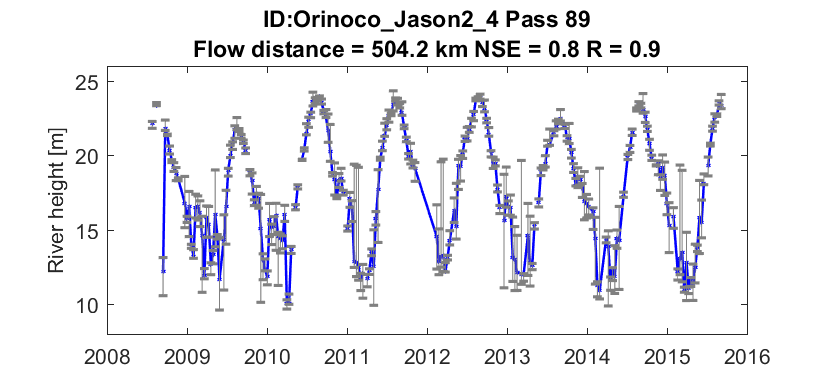 ID:Orinoco_Jason2_4 Pass 89
Flow distance = 504.2 km NSE = 0.8 R = 0.9
River height [m]
25
20
15
10
2008 2009 2010 2011 2012 2013 2014 2015 2016